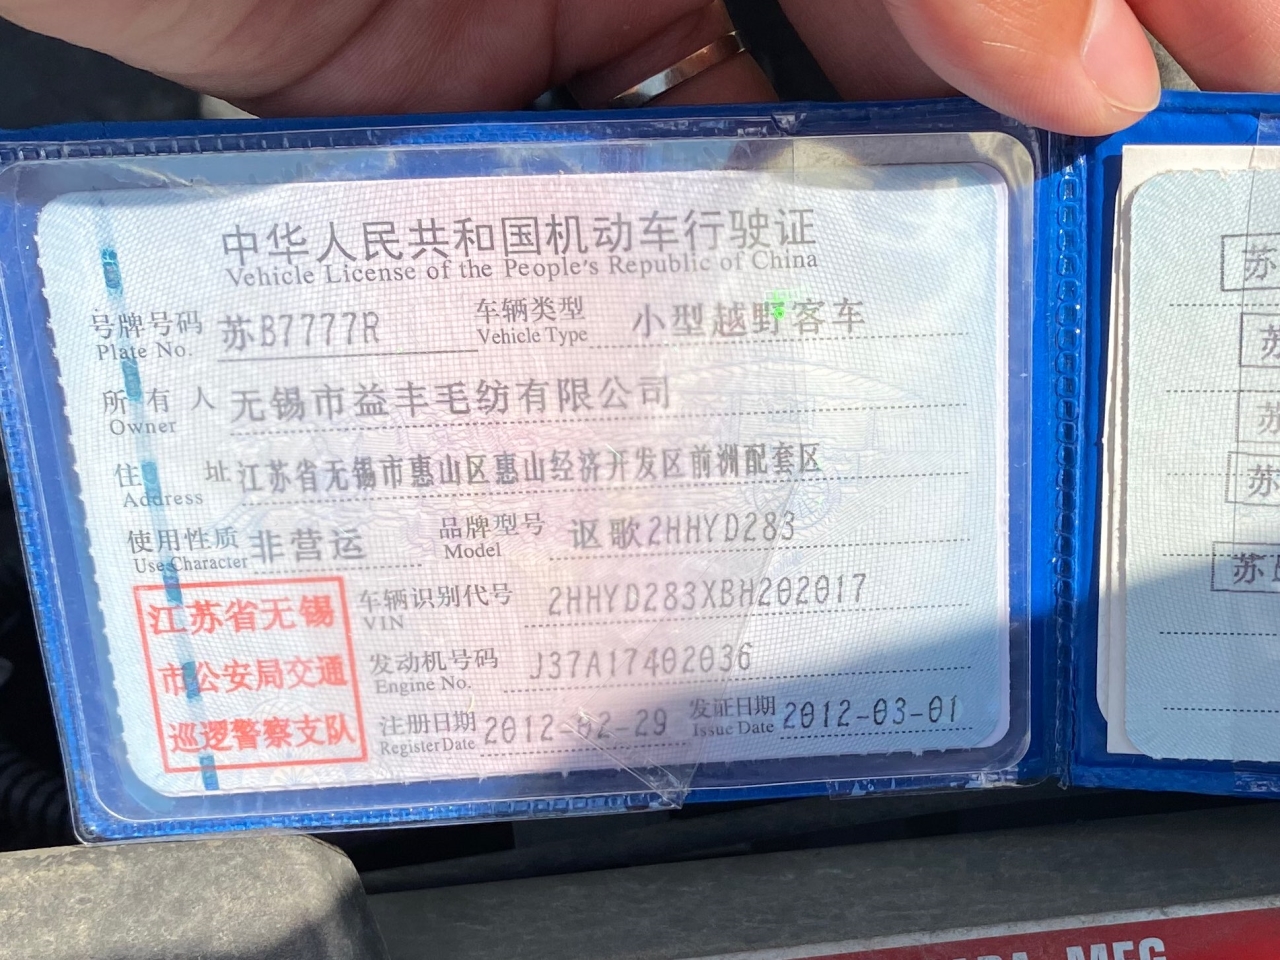 中华人民共和国机动车行驶证
Vehicle License of the People's Republic of China
号牌号码 苏B7777R 车辆类型 小型越野客车
Plate No. Vehicle Type
所有人 无锡市益丰毛纺有限公司
Owner
住址 江苏省无锡市惠山区惠山经济开发区前洲配套区
Address
使用性质 非营运 品牌型号 讴歌2HHYD283
Use Character Model
江苏省无锡
市公安局交通
巡逻警察支队
车辆识别代号 2HHYD283XBH202017
VIN
发动机号码 J37A17402036
Engine No.
注册日期 2012-02-29 发证日期 2012-03-01
Register Date Issue Date
苏
苏
苏
苏
苏
MFG